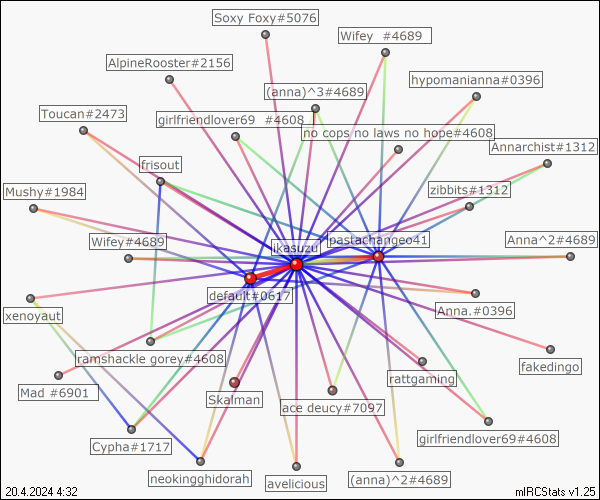 Soxy Foxy#5076
Wifey  #4689
AlpineRooster#2156
hypomanianna#0396
(anna)^3#4689
Toucan#2473
girlfriendlover69  #4608
no cops no laws no hope#4608
Annarchist#1312
frisout
Mushy#1984
zibbits#1312
Wifey#4689
ikasuzu
pastachangeo41
Anna^2#4689
default#0617
xenoyaut
Anna.#0396
ramshackle gorey#4608
fakedingo
rattgaming
Mad #6901
Skalman
ace deucy#7097
Cypha#1717
girlfriendlover69#4608
neokingghidorah
avelicious
(anna)^2#4689
20.4.2024 4:32
mIRCStats v1.25